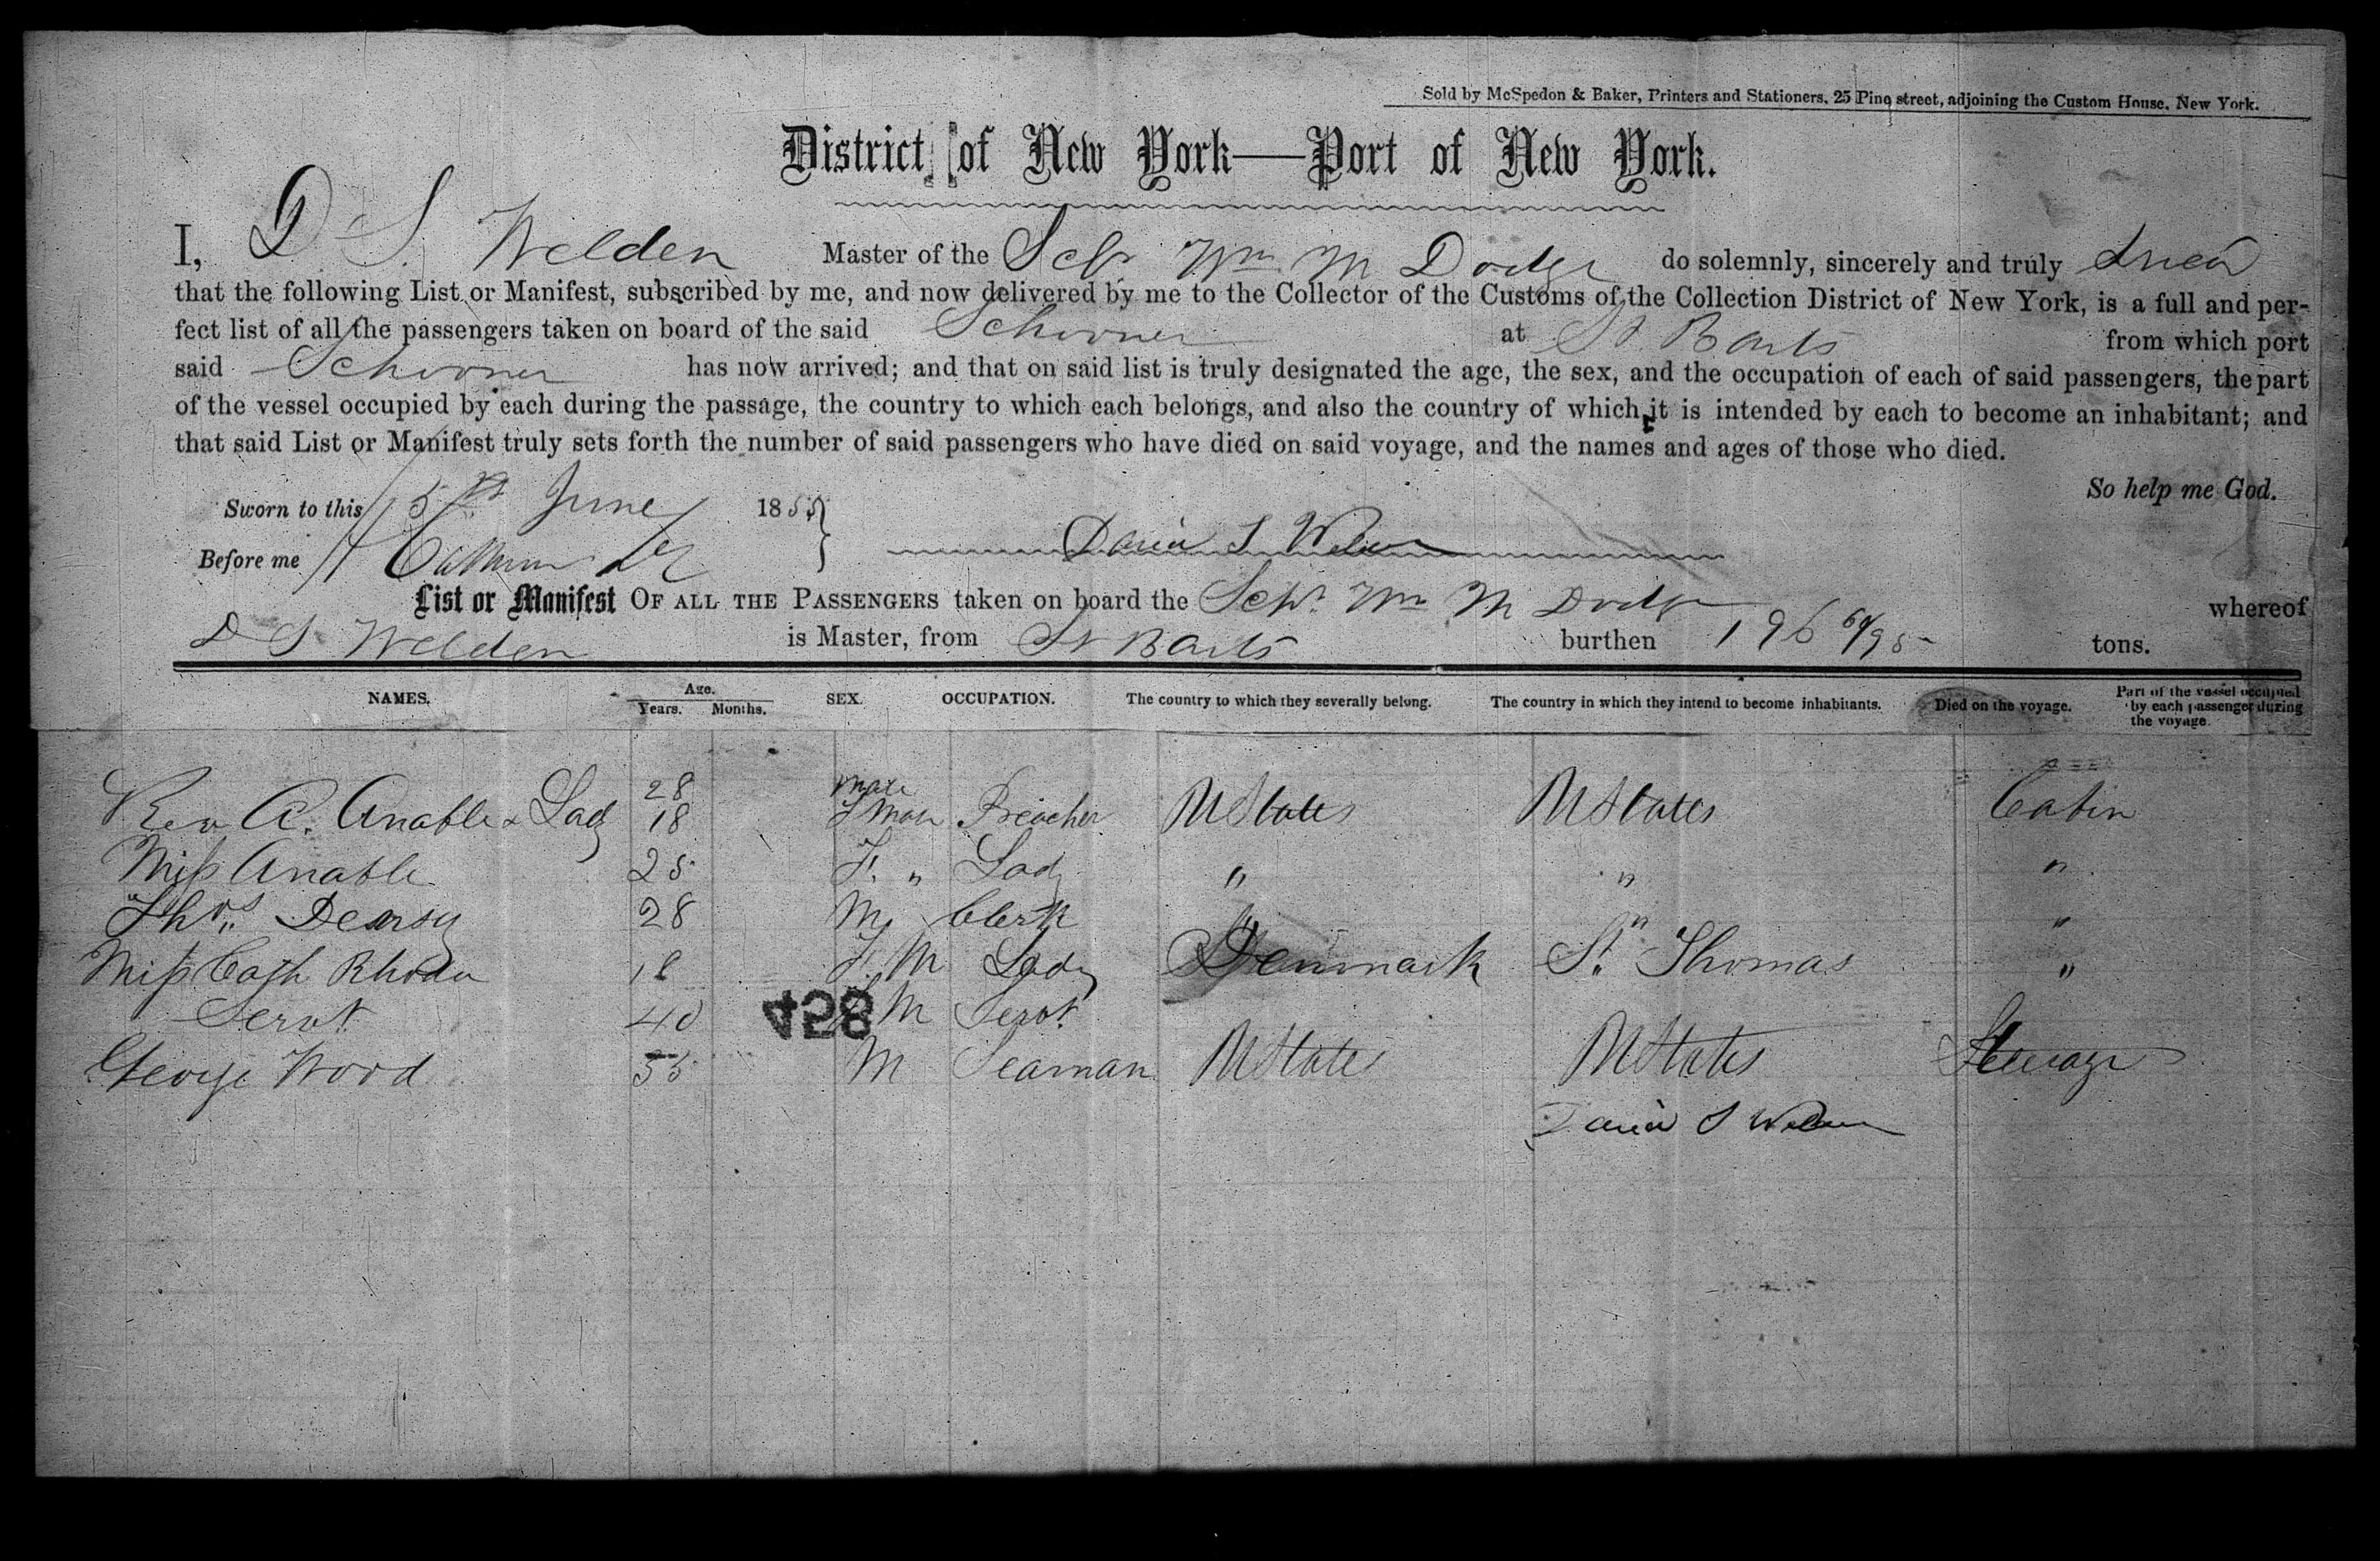 Sold by McSpedon & Baker, Printers and Stationers, 25 Pine street, adjoining the Custom House, New York.
District of New York—Port of New York.
I, D S. Welden Master of the Schr. Wm M Dodge do solemnly, sincerely and truly
that the following List or Manifest, subscribed by me, and now delivered by me to the Collector of the Customs of the Collection District of New York, is a full and per-
fect list of all the passengers taken on board of the said Schooner at St. Barts from which port
said Schooner has now arrived; and that on said list is truly designated the age, the sex, and the occupation of each of said passengers, the part
of the vessel occupied by each during the passage, the country to which each belongs, and also the country of which it is intended by each to become an inhabitant; and
that said List or Manifest truly sets forth the number of said passengers who have died on said voyage, and the names and ages of those who died.
So help me God.
Sworn to this June 1855
Before me
David S Welden
List or Manifest OF ALL THE PASSENGERS taken on board the Schr. Wm M Dodge whereof
D S Welden is Master, from St Barts burthen 196 tons.
NAMES. Age. Years. Months. SEX. OCCUPATION. The country to which they severally belong. The country in which they intend to become inhabitants. Died on the voyage. Part of the vessel occupied by each passenger during the voyage.
28 male
Rev C. Anable & Lady 18 Preacher UStates UStates Cabin
Miss Anable 25 F. " Lady " " "
Thos. Dearsy 28 M Clerk " " "
Miss Cath Rhoda 18 F. M Lady Denmark St. Thomas "
Servt 40 M Servt.
458
George Wood 35 M Seaman UStates UStates Steerage
David S Welden